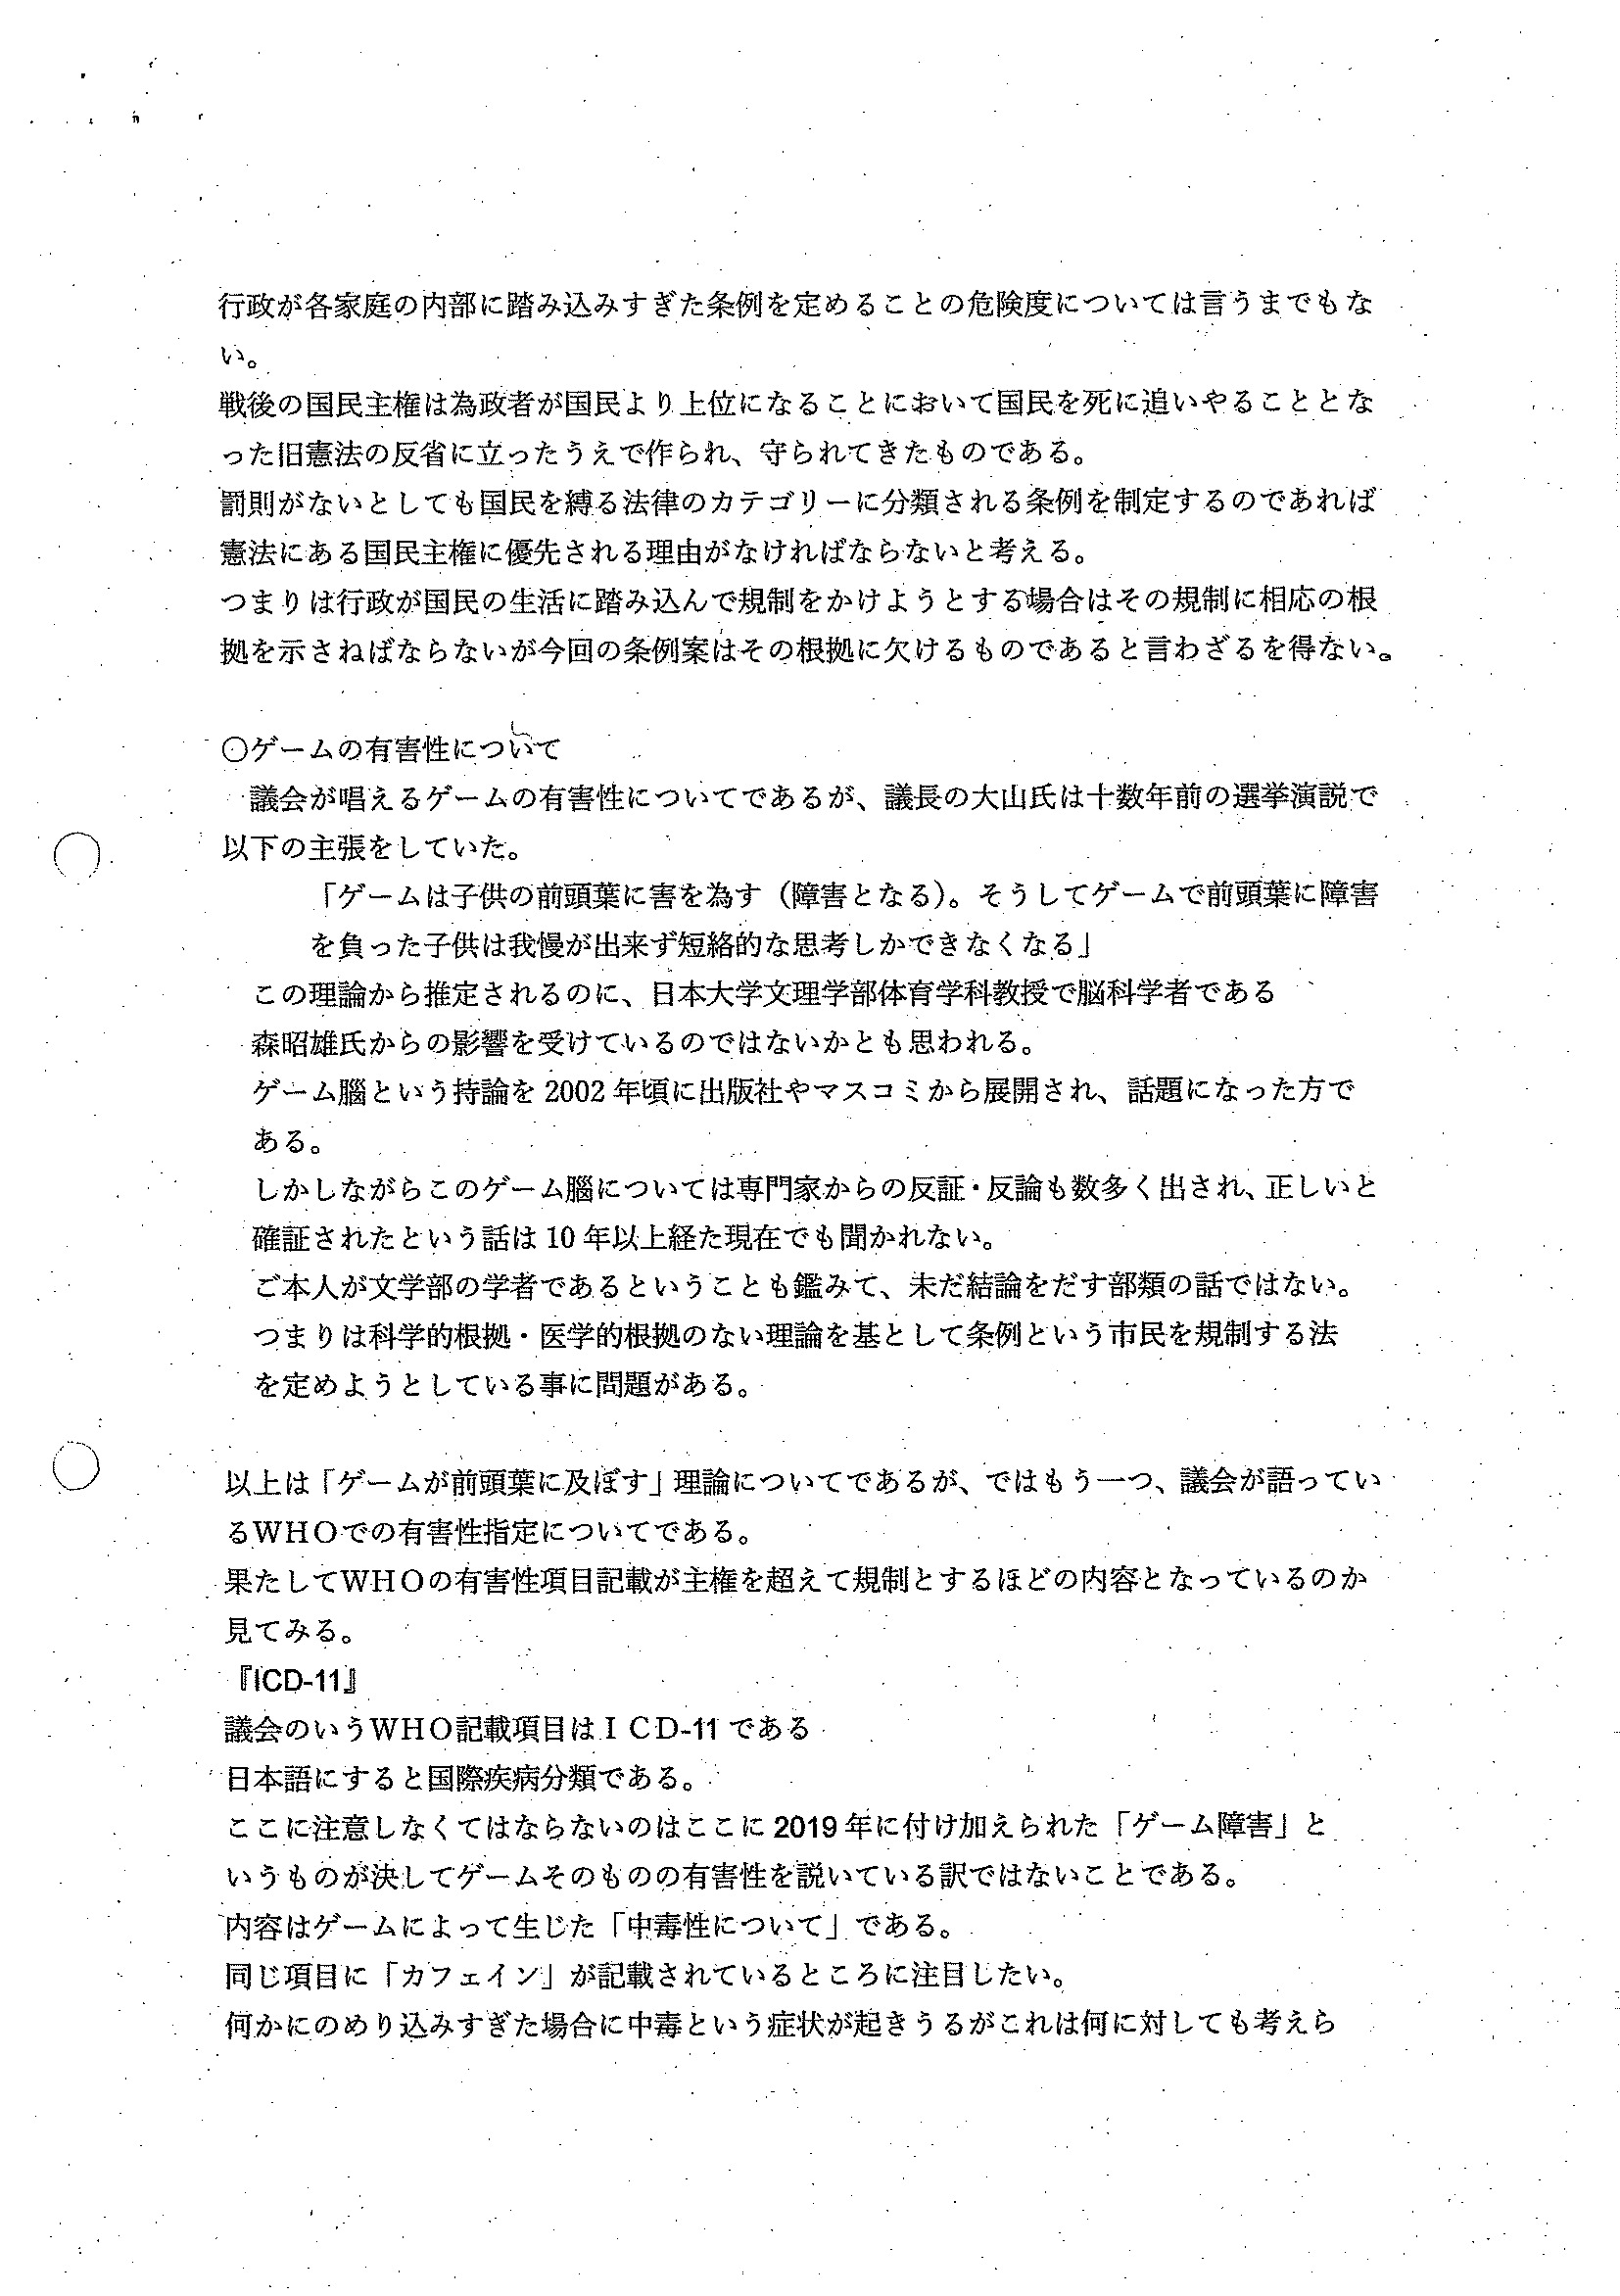 行政が各家庭の内部に踏み込みすぎた条例を定めることの危険度については言うまでもな
い。
戦後の国民主権は為政者が国民より上位になることにおいて国民を死に追いやることとな
った旧憲法の反省に立ったうえで作られ、守られてきたものである。
罰則がないとしても国民を縛る法律のカテゴリーに分類される条例を制定するのであれば
憲法にある国民主権に優先される理由がなければならないと考える。
つまりは行政が国民の生活に踏み込んで規制をかけようとする場合はその規制に相応の根
拠を示さねばならないが今回の条例案はその根拠に欠けるものであると言わざるを得ない。
〇ゲームの有害性について
議会が唱えるゲームの有害性についてであるが、議長の大山氏は十数年前の選挙演説で
以下の主張をしていた。
「ゲームは子供の前頭葉に害を為す（障害となる）。そうしてゲームで前頭葉に障害
を負った子供は我慢が出来ず短絡的な思考しかできなくなる」
この理論から推定されるのに、日本大学文理学部体育学科教授で脳科学者である
森昭雄氏からの影響を受けているのではないかとも思われる。
ゲーム脳という持論を 2002 年頃に出版社やマスコミから展開され、話題になった方で
ある。
しかしながらこのゲーム脳については専門家からの反証・反論も数多く出され、正しいと
確証されたという話は 10 年以上経た現在でも聞かれない。
ご本人が文学部の学者であるということも鑑みて、未だ結論をだす部類の話ではない。
つまりは科学的根拠・医学的根拠のない理論を基として条例という市民を規制する法
を定めようとしている事に問題がある。
以上は「ゲームが前頭葉に及ぼす」理論についてであるが、ではもう一つ、議会が語ってい
るＷＨＯでの有害性指定についてである。
果たしてＷＨＯの有害性項目記載が主権を超えて規制とするほどの内容となっているのか
見てみる。
『ICD-11』
議会のいうＷＨＯ記載項目はＩＣＤ-11 である
日本語にすると国際疾病分類である。
ここに注意しなくてはならないのはここに 2019 年に付け加えられた「ゲーム障害」と
いうものが決してゲームそのものの有害性を説いている訳ではないことである。
内容はゲームによって生じた「中毒性について」である。
同じ項目に「カフェイン」が記載されているところに注目したい。
何かにのめり込みすぎた場合に中毒という症状が起きうるがこれは何に対しても考えら